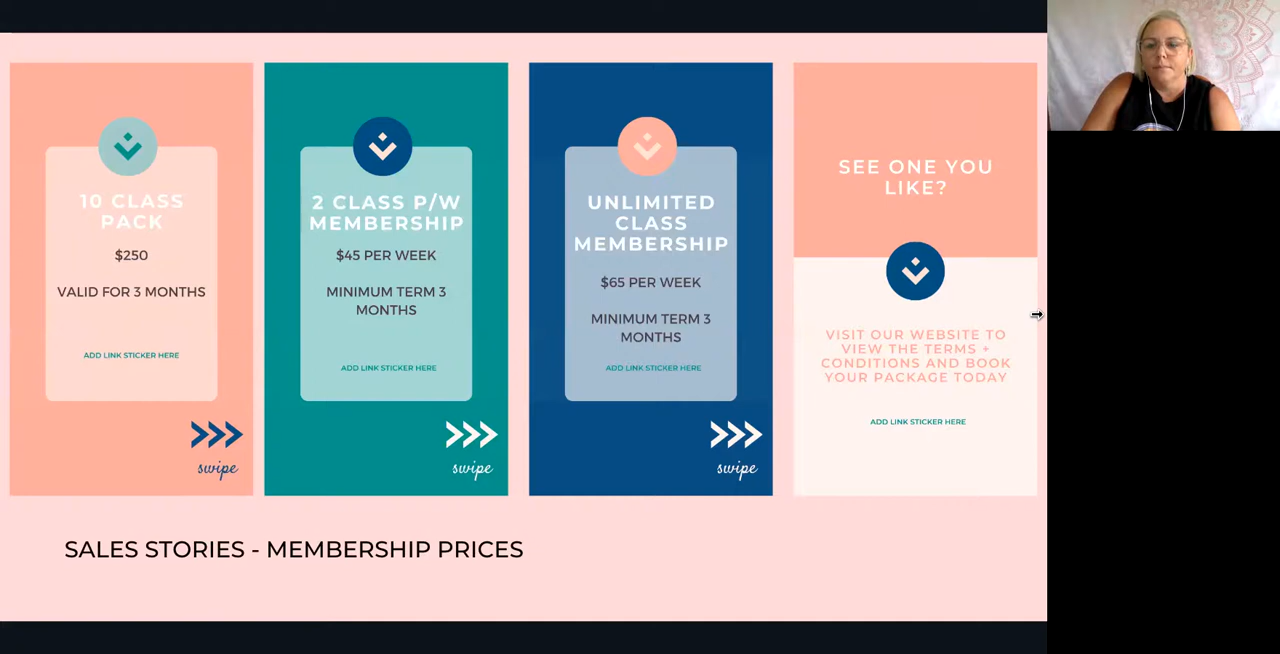 10 CLASS
PACK
$250
VALID FOR 3 MONTHS
ADD LINK STICKER HERE
swipe
2 CLASS P/W
MEMBERSHIP
$45 PER WEEK
MINIMUM TERM 3
MONTHS
ADD LINK STICKER HERE
swipe
UNLIMITED
CLASS
MEMBERSHIP
$65 PER WEEK
MINIMUM TERM 3
MONTHS
ADD LINK STICKER HERE
swipe
SEE ONE YOU
LIKE?
VISIT OUR WEBSITE TO
VIEW THE TERMS +
CONDITIONS AND BOOK
YOUR PACKAGE TODAY
ADD LINK STICKER HERE
SALES STORIES - MEMBERSHIP PRICES